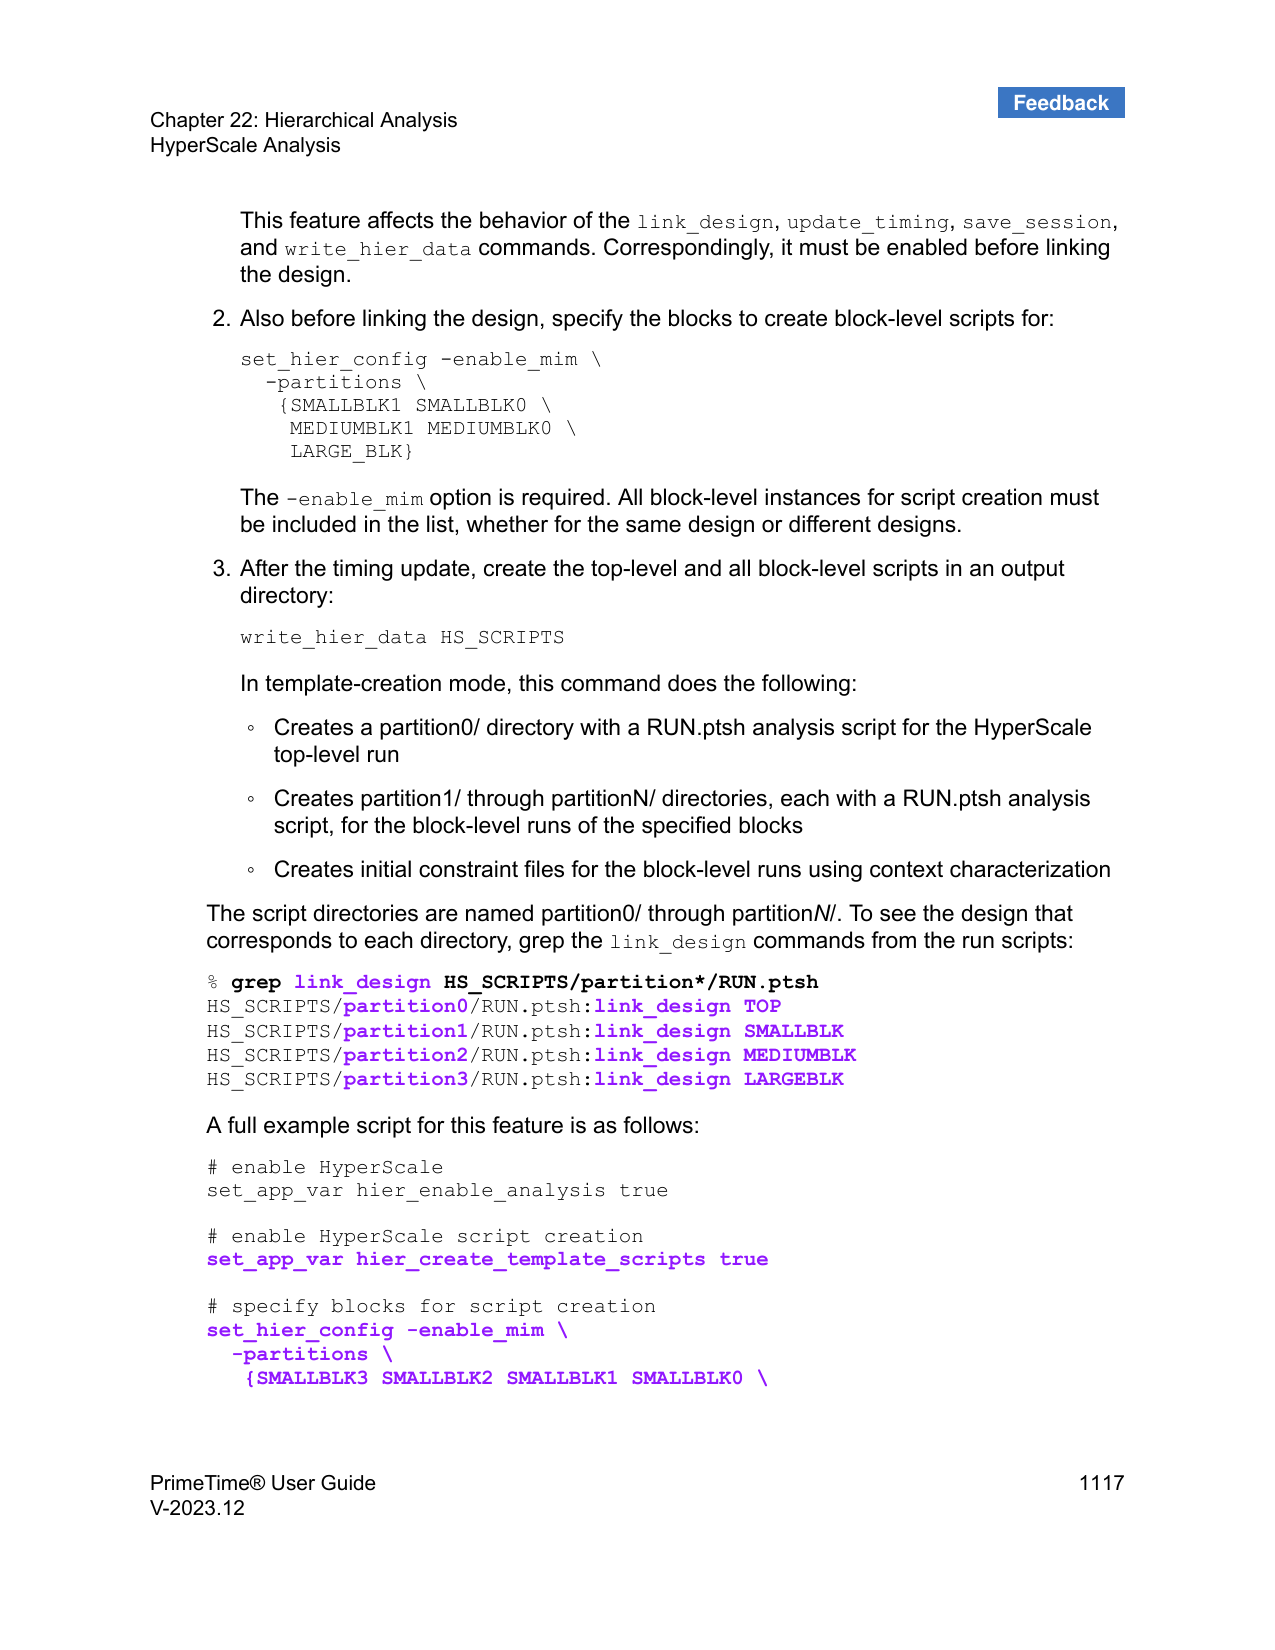 Feedback
Chapter 22: Hierarchical Analysis
HyperScale Analysis
This feature affects the behavior of the link_design, update_timing, save_session,
and write_hier_data commands. Correspondingly, it must be enabled before linking
the design.
2. Also before linking the design, specify the blocks to create block-level scripts for:
set_hier_config -enable_mim \
-partitions \
{SMALLBLK1 SMALLBLK0 \
MEDIUMBLK1 MEDIUMBLK0 \
LARGE_BLK}
The -enable_mim option is required. All block-level instances for script creation must
be included in the list, whether for the same design or different designs.
3. After the timing update, create the top-level and all block-level scripts in an output
directory:
write_hier_data HS_SCRIPTS
In template-creation mode, this command does the following:
◦ Creates a partition0/ directory with a RUN.ptsh analysis script for the HyperScale
top-level run
◦ Creates partition1/ through partitionN/ directories, each with a RUN.ptsh analysis
script, for the block-level runs of the specified blocks
◦ Creates initial constraint files for the block-level runs using context characterization
The script directories are named partition0/ through partitionN/. To see the design that
corresponds to each directory, grep the link_design commands from the run scripts:
% grep link_design HS_SCRIPTS/partition*/RUN.ptsh
HS_SCRIPTS/partition0/RUN.ptsh:link_design TOP
HS_SCRIPTS/partition1/RUN.ptsh:link_design SMALLBLK
HS_SCRIPTS/partition2/RUN.ptsh:link_design MEDIUMBLK
HS_SCRIPTS/partition3/RUN.ptsh:link_design LARGEBLK
A full example script for this feature is as follows:
# enable HyperScale
set_app_var hier_enable_analysis true
# enable HyperScale script creation
set_app_var hier_create_template_scripts true
# specify blocks for script creation
set_hier_config -enable_mim \
-partitions \
{SMALLBLK3 SMALLBLK2 SMALLBLK1 SMALLBLK0 \
PrimeTime® User Guide
1117
V-2023.12